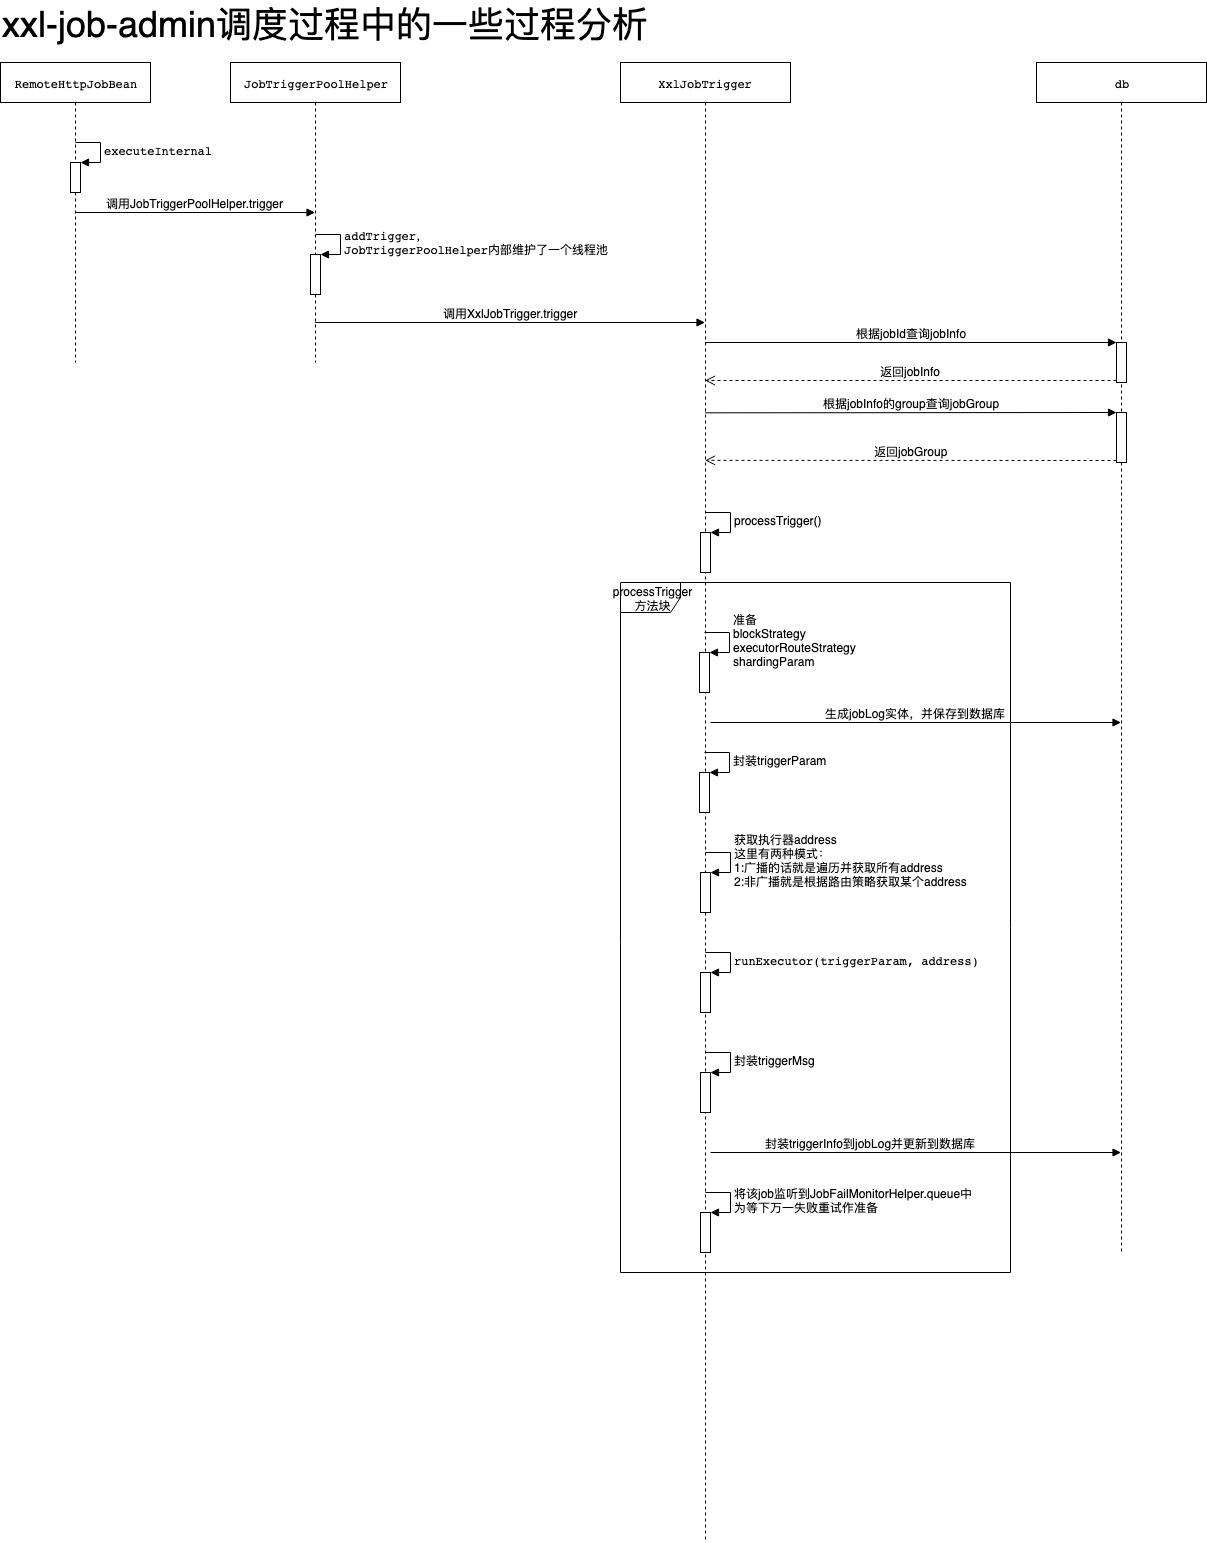 xxl-job-admin调度过程中的一些过程分析
RemoteHttpJobBean
JobTriggerPoolHelper
XxlJobTrigger
db
executeInternal
调用JobTriggerPoolHelper.trigger
addTrigger,
JobTriggerPoolHelper内部维护了一个线程池
调用XxlJobTrigger.trigger
根据jobId查询jobInfo
返回jobInfo
根据jobInfo的group查询jobGroup
返回jobGroup
processTrigger()
processTrigger
方法块
准备
blockStrategy
executorRouteStrategy
shardingParam
生成jobLog实体，并保存到数据库
封装triggerParam
获取执行器address
这里有两种模式：
1:广播的话就是遍历并获取所有address
2:非广播就是根据路由策略获取某个address
runExecutor(triggerParam, address)
封装triggerMsg
封装triggerInfo到jobLog并更新到数据库
将该job监听到JobFailMonitorHelper.queue中
为等下万一失败重试作准备